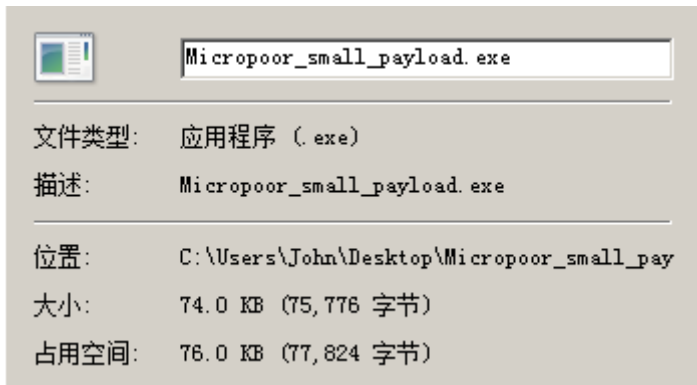 Micropoor_small_payload.exe
文件类型: 应用程序 (.exe)
描述: Micropoor_small_payload.exe
位置: C:\Users\John\Desktop\Micropoor_small_pay
大小: 74.0 KB (75,776 字节)
占用空间: 76.0 KB (77,824 字节)